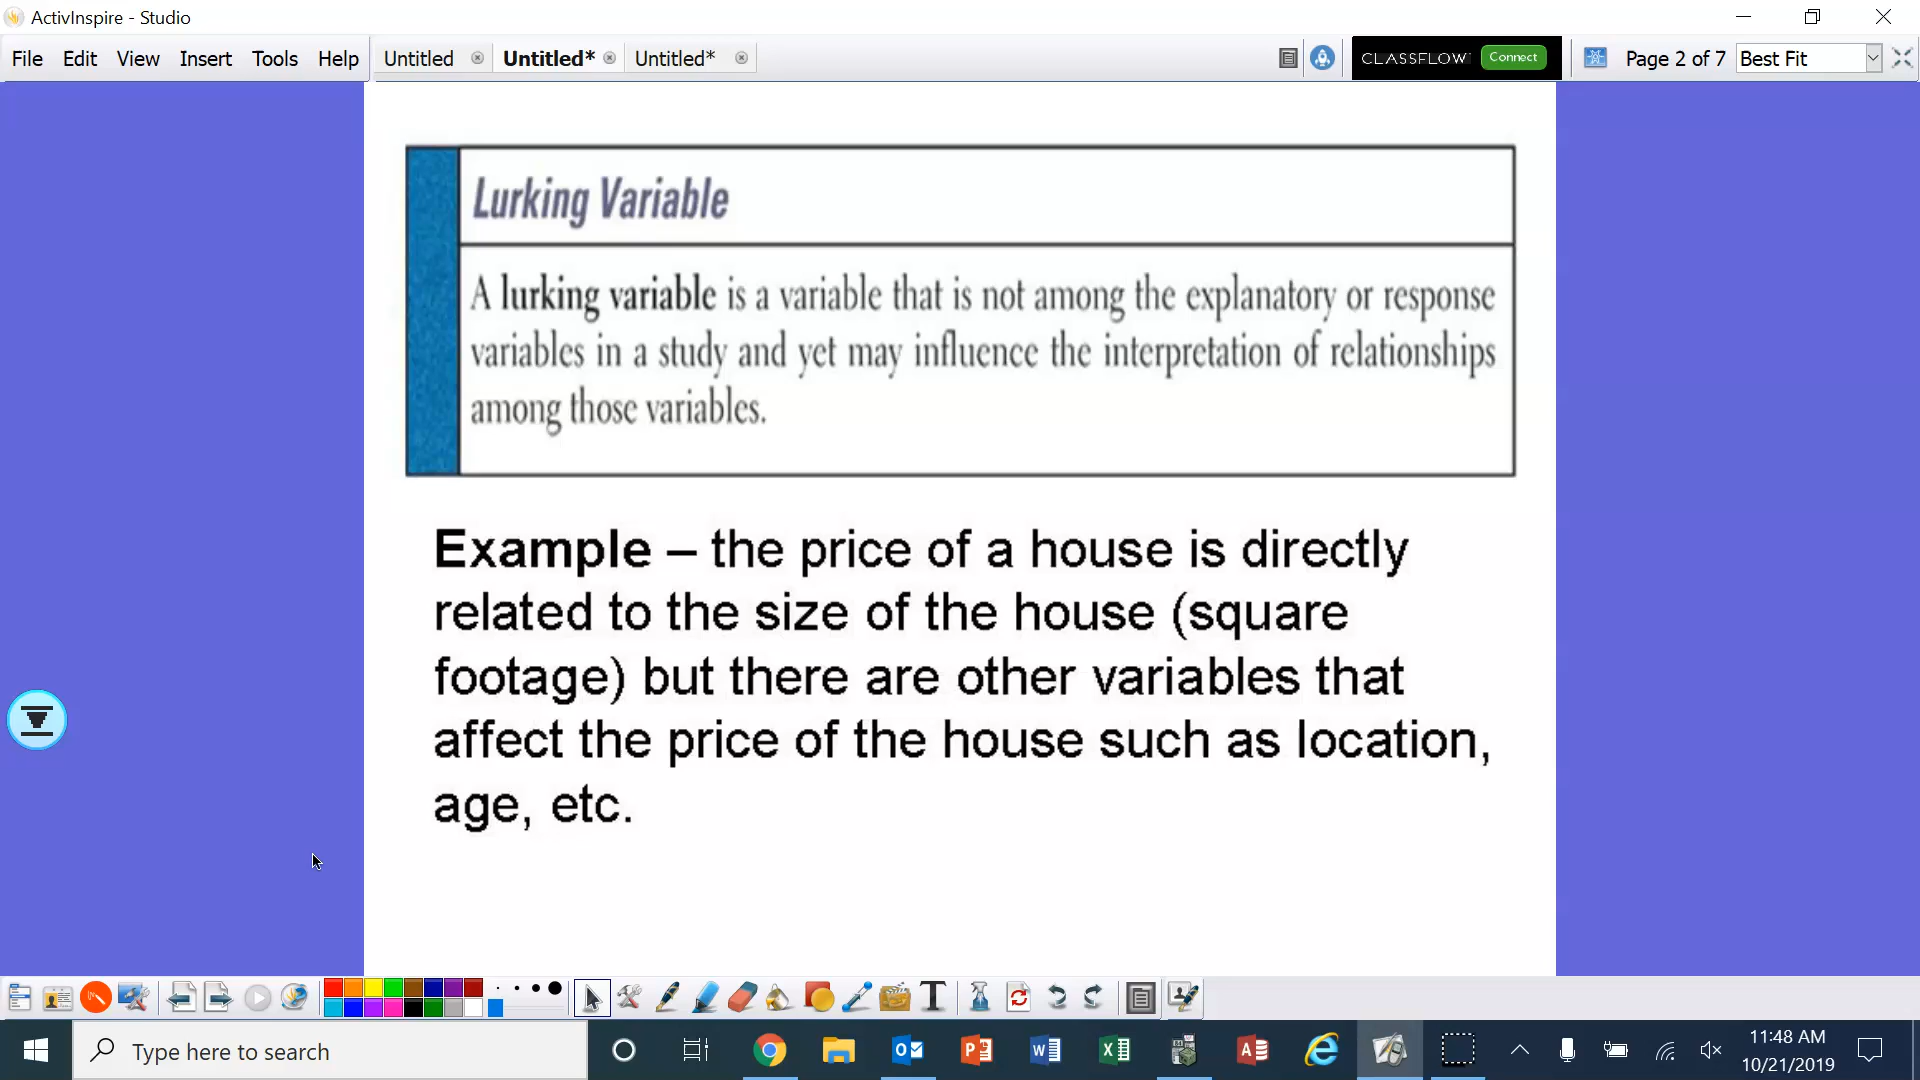 ActivInspire - Studio
File Edit View Insert Tools Help Untitled Untitled* Untitled* CLASSFLOW Connect Page 2 of 7 Best Fit
Lurking Variable
A lurking variable is a variable that is not among the explanatory or response
variables in a study and yet may influence the interpretation of relationships
among those variables.
Example – the price of a house is directly
related to the size of the house (square
footage) but there are other variables that
affect the price of the house such as location,
age, etc.
Type here to search
11:48 AM
10/21/2019